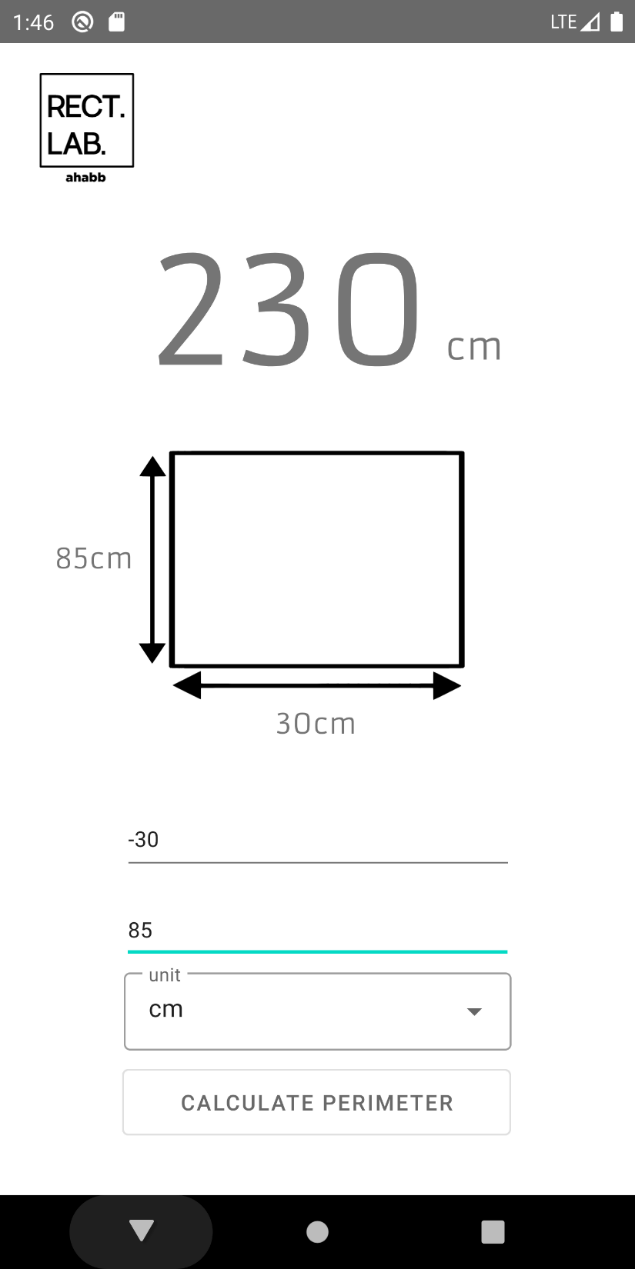 1:46
LTE
RECT.
LAB.
ahabb
230 cm
85cm
30cm
-30
85
unit
cm
CALCULATE PERIMETER